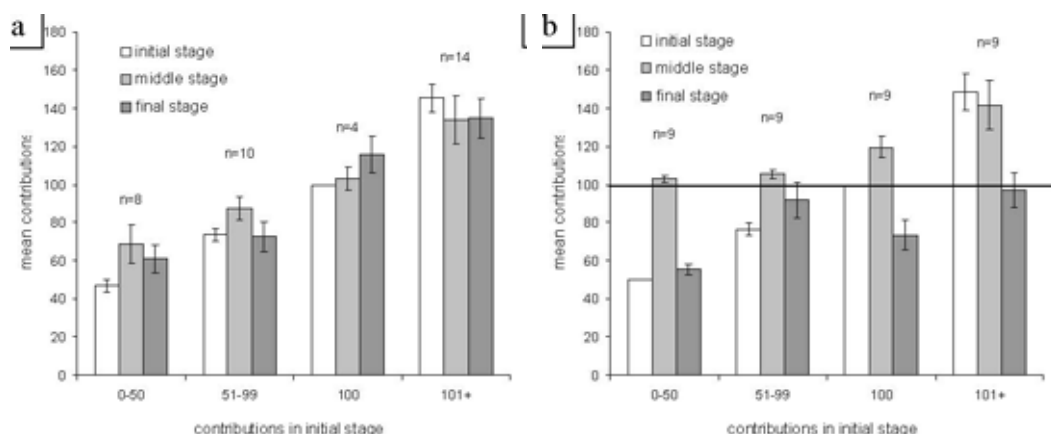 a
180
160
140
120
100
80
60
40
20
0
mean contributions
initial stage
middle stage
final stage
n=8
n=10
n=4
n=14
0-50
51-99
100
101+
contributions in initial stage
b
180
160
140
120
100
80
60
40
20
0
mean contributions
initial stage
middle stage
final stage
n=9
n=9
n=9
n=9
0-50
51-99
100
101+
contributions in initial stage